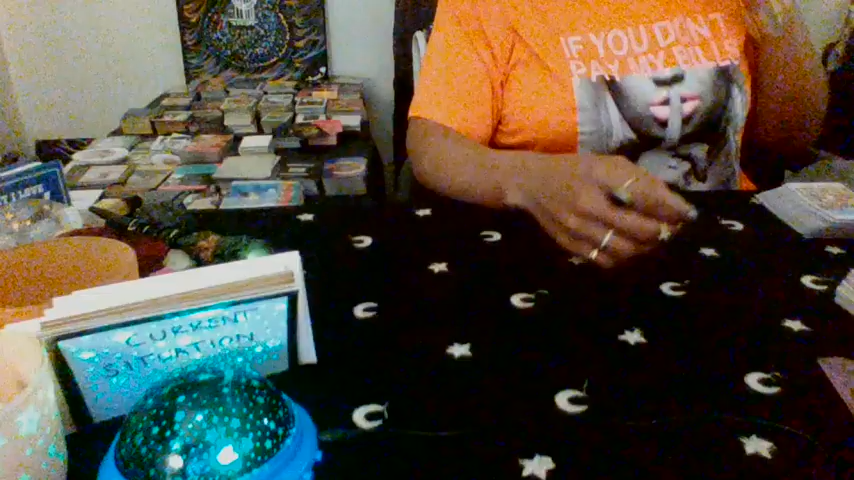 IF YOU DON'T
PAY MY BILLS
CURRENT
SITUATION